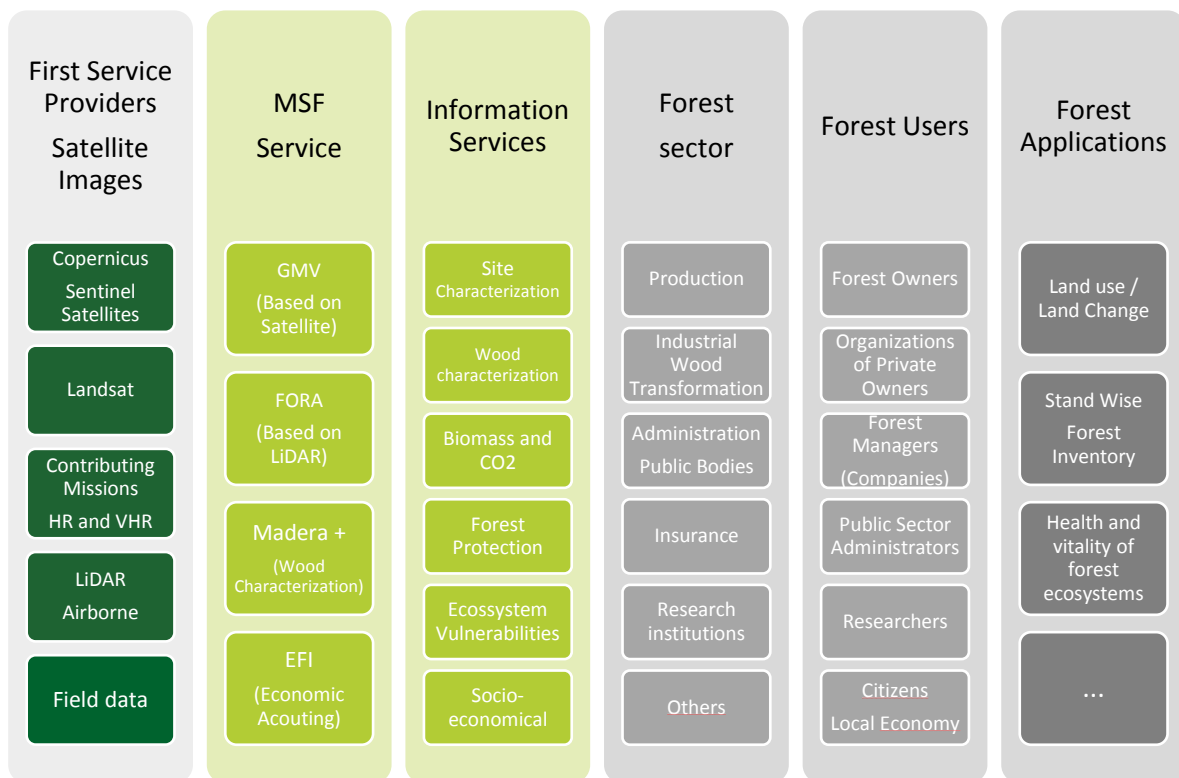 First Service
Providers
Satellite
Images
Copernicus
Sentinel
Satellites
Landsat
Contributing
Missions
HR and VHR
LiDAR
Airborne
Field data
MSF
Service
GMV
(Based on
Satellite)
FORA
(Based on
LiDAR)
Madera +
(Wood
Characterization)
EFI
(Economic
Acouting)
Information
Services
Site
Characterization
Wood
characterization
Biomass and
CO2
Forest
Protection
Ecossystem
Vulnerabilities
Socio-
economical
Forest
sector
Production
Industrial
Wood
Transformation
Administration
Public Bodies
Insurance
Research
institutions
Others
Forest Users
Forest Owners
Organizations
of Private
Owners
Forest
Managers
(Companies)
Public Sector
Administrators
Researchers
Citizens
Local Economy
Forest
Applications
Land use /
Land Change
Stand Wise
Forest
Inventory
Health and
vitality of
forest
ecosystems
...